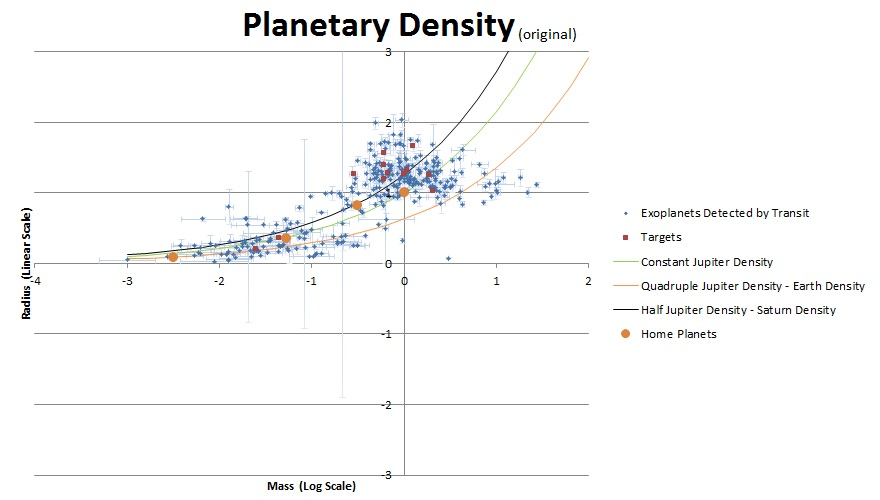 Planetary Density (original)
3
2
1
0
-1
-2
-3
-4 -3 -2 -1 0 1 2
Radius (Linear Scale)
Mass (Log Scale)
Exoplanets Detected by Transit
Targets
Constant Jupiter Density
Quadruple Jupiter Density - Earth Density
Half Jupiter Density - Saturn Density
Home Planets